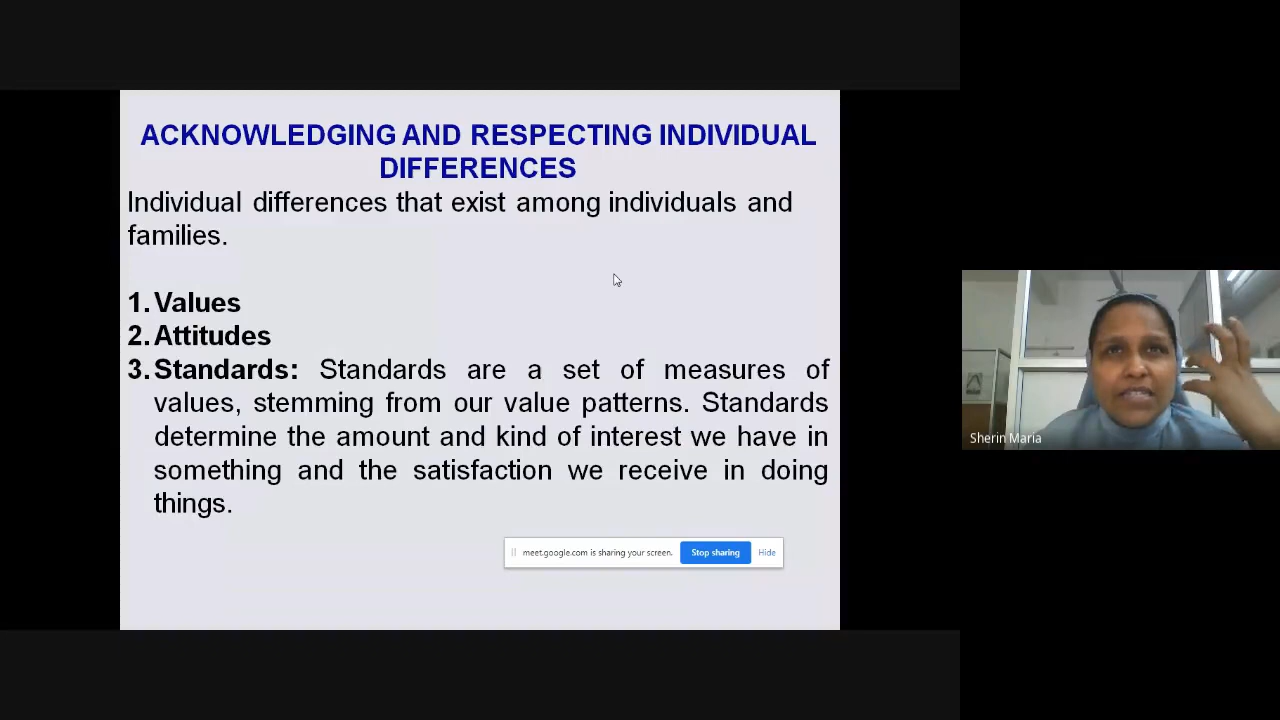 ACKNOWLEDGING AND RESPECTING INDIVIDUAL
DIFFERENCES
Individual differences that exist among individuals and
families.
1. Values
2. Attitudes
3. Standards: Standards are a set of measures of
values, stemming from our value patterns. Standards
determine the amount and kind of interest we have in
something and the satisfaction we receive in doing
things.
meet.google.com is sharing your screen. Stop sharing Hide
Sherin Maria